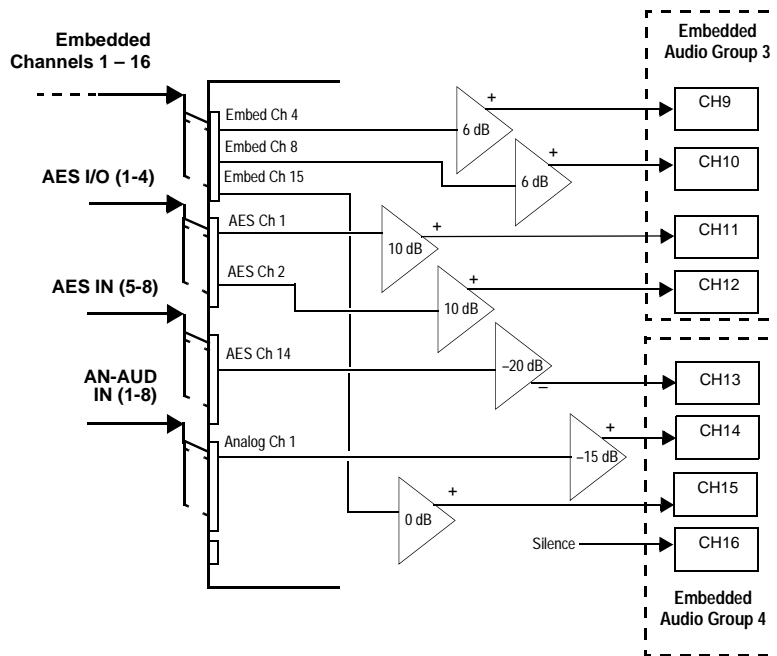 Embedded
Channels 1 – 16
Embedded
Audio Group 3
Embed Ch 4
+
6 dB
CH9
Embed Ch 8
+
6 dB
CH10
Embed Ch 15
AES I/O (1-4)
AES Ch 1
+
10 dB
CH11
AES Ch 2
+
10 dB
CH12
AES IN (5-8)
AES Ch 14
–20 dB
–
CH13
AN-AUD
IN (1-8)
Analog Ch 1
+
–15 dB
CH14
+
0 dB
CH15
Silence
CH16
Embedded
Audio Group 4